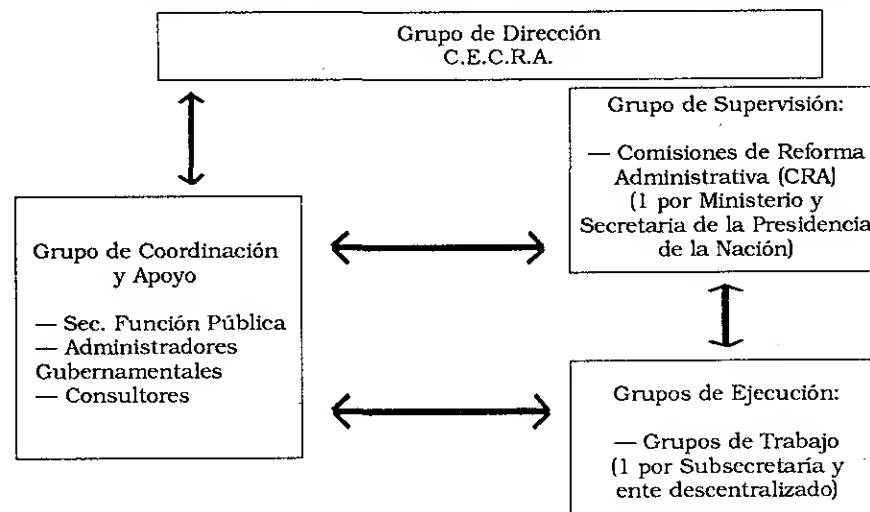 Grupo de Dirección
C.E.C.R.A.
Grupo de Supervisión:
— Comisiones de Reforma
Administrativa (CRA)
(1 por Ministerio y
Secretaria de la Presidencia
de la Nación)
Grupo de Coordinación
y Apoyo
— Sec. Función Pública
— Administradores
Gubernamentales
— Consultores
Grupos de Ejecución:
— Grupos de Trabajo
(1 por Subsecretaría y
ente descentralizado)